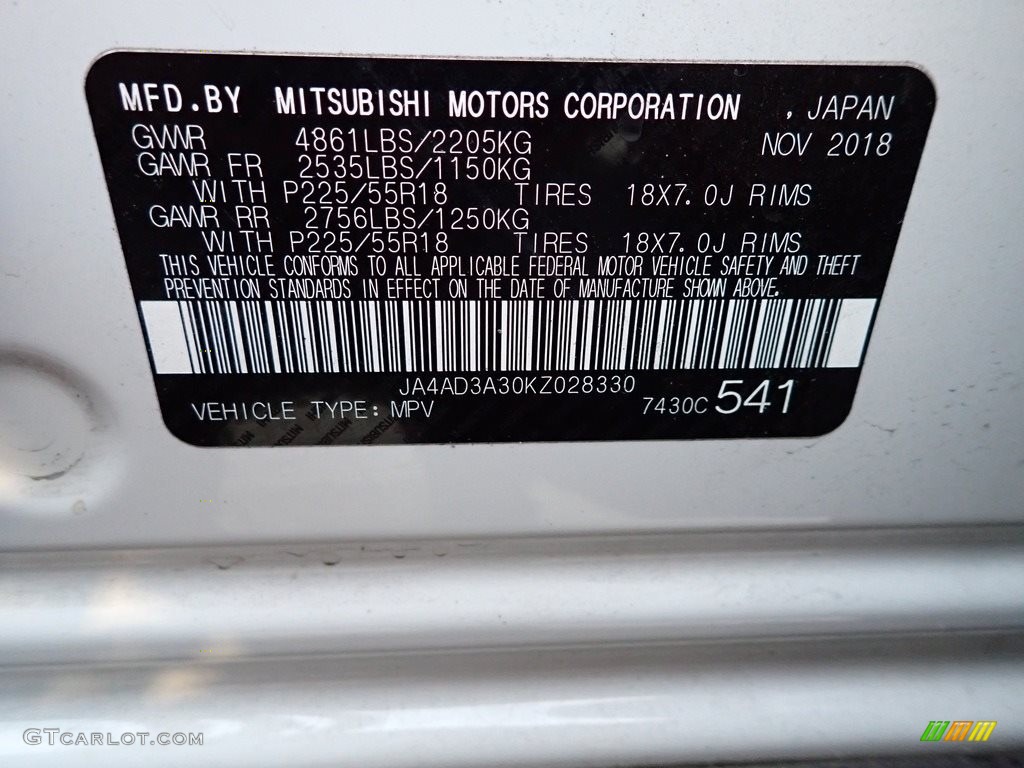 MFD.BY MITSUBISHI MOTORS CORPORATION , JAPAN
GVWR 4861LBS/2205KG NOV 2018
GAWR FR 2535LBS/1150KG
WITH P225/55R18 TIRES 18X7.0J RIMS
GAWR RR 2756LBS/1250KG
WITH P225/55R18 TIRES 18X7.0J RIMS
THIS VEHICLE CONFORMS TO ALL APPLICABLE FEDERAL MOTOR VEHICLE SAFETY AND THEFT
PREVENTION STANDARDS IN EFFECT ON THE DATE OF MANUFACTURE SHOWN ABOVE.
JA4AD3A30KZ028330
VEHICLE TYPE: MPV 7430C 541
GTCARLOT.COM